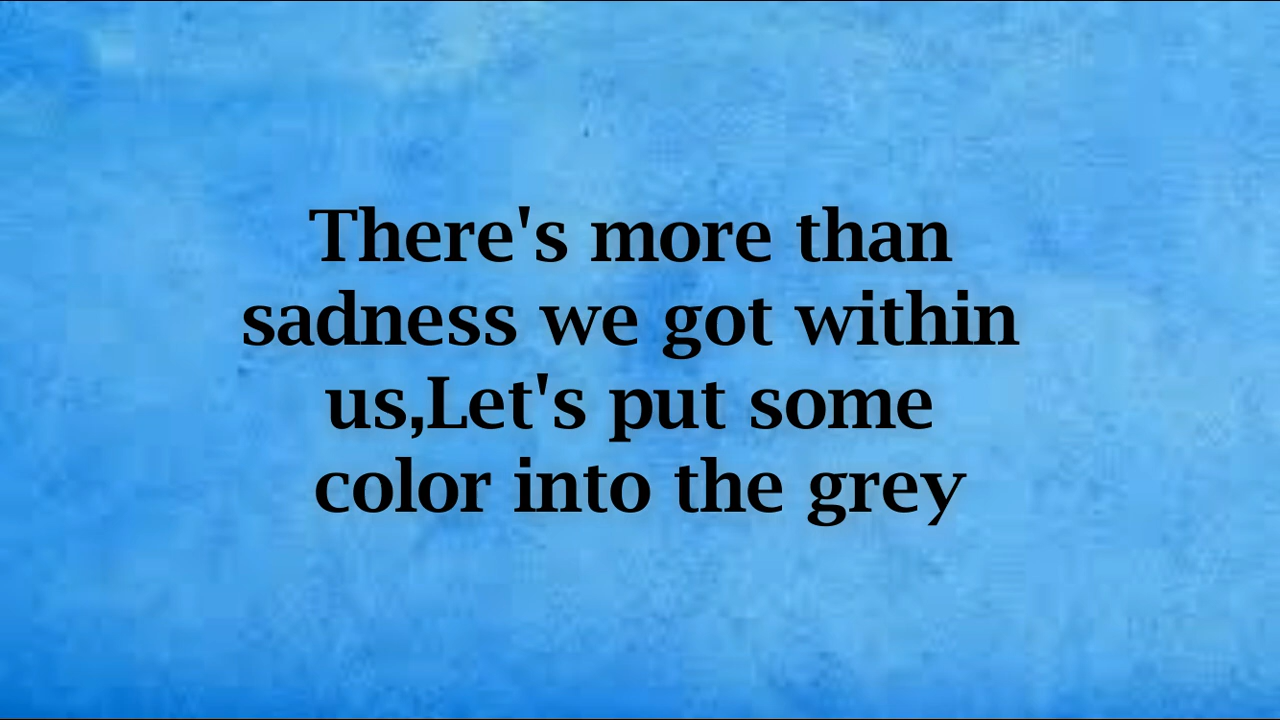 There's more than
sadness we got within
us,Let's put some
color into the grey